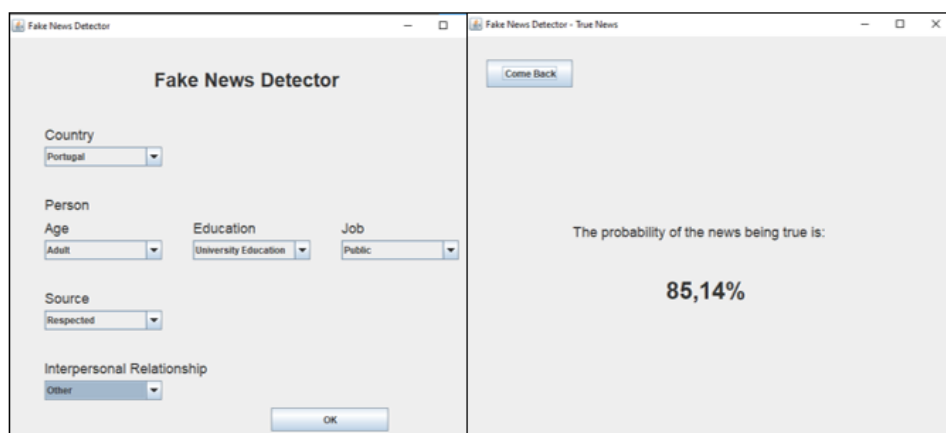 Fake News Detector
Fake News Detector
Country
Portugal
Person
Age Education Job
Adult University Education Public
Source
Respected
Interpersonal Relationship
Other
OK
Fake News Detector - True News
Come Back
The probability of the news being true is:
85,14%